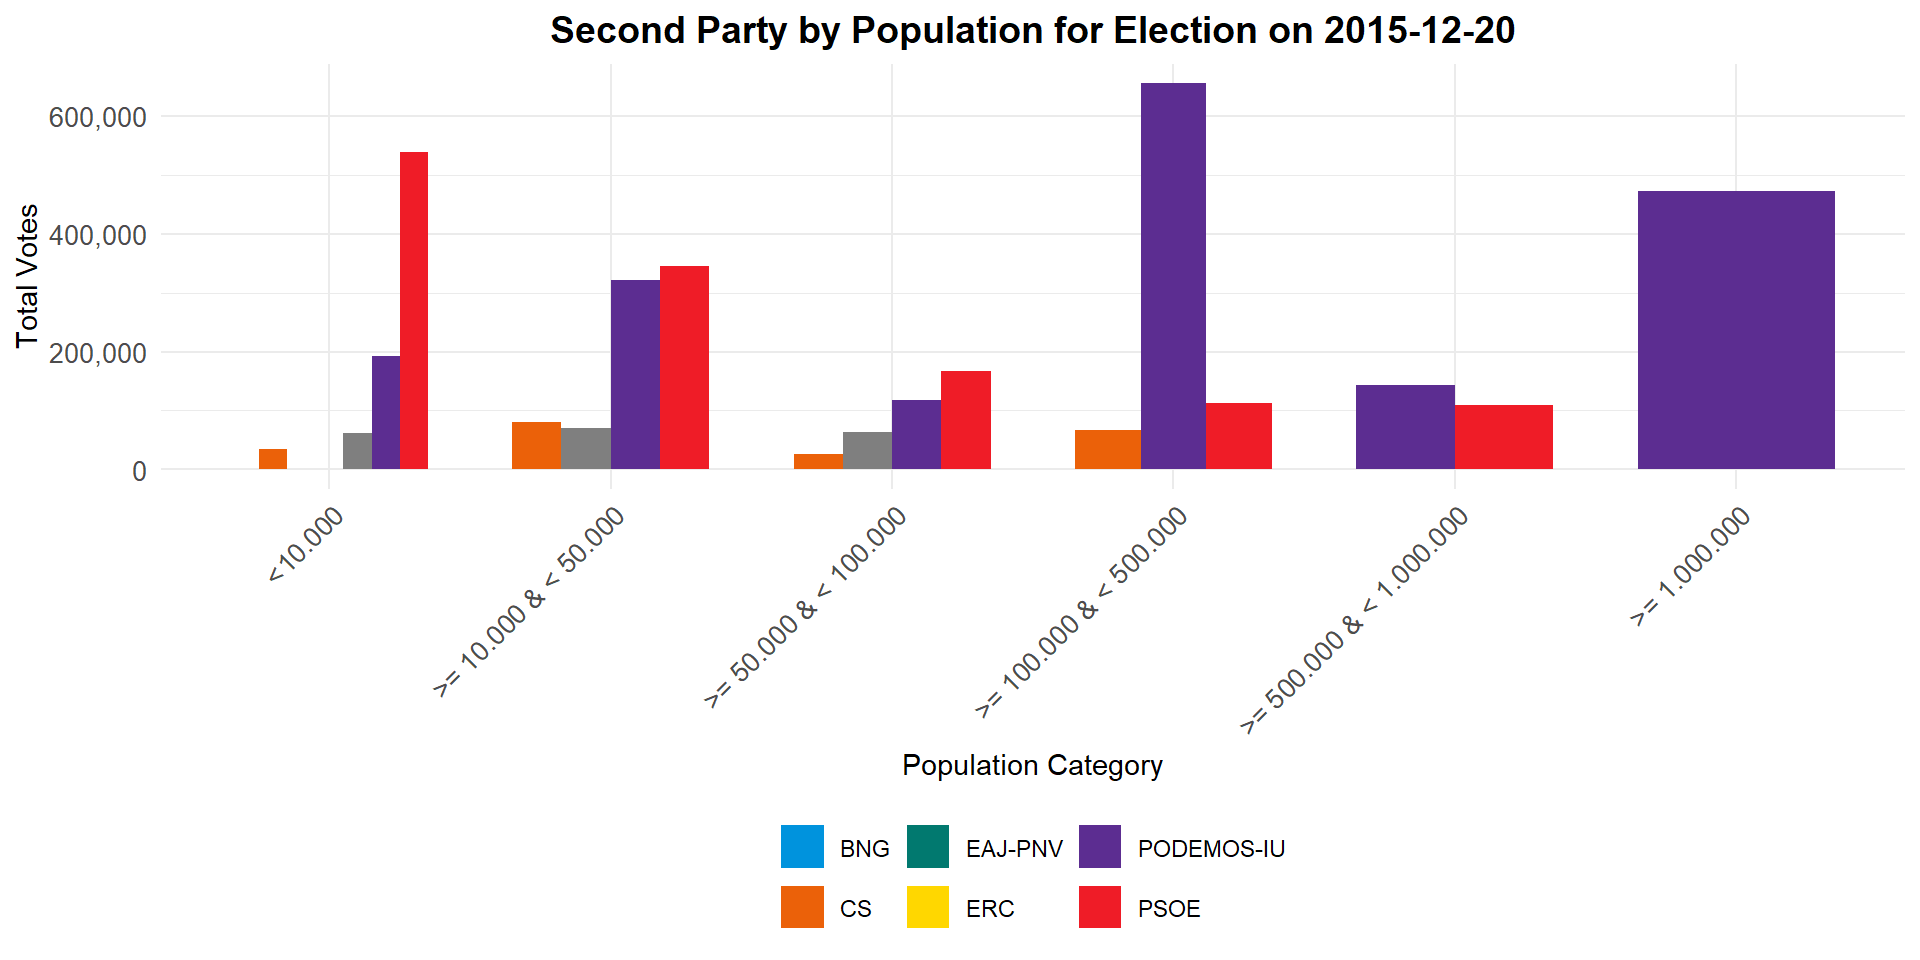 Second Party by Population for Election on 2015-12-20
Total Votes
600,000
400,000
200,000
0
<10.000
>= 10.000 & < 50.000
>= 50.000 & < 100.000
>= 100.000 & < 500.000
>= 500.000 & < 1.000.000
>= 1.000.000
Population Category
BNG
EAJ-PNV
PODEMOS-IU
CS
ERC
PSOE